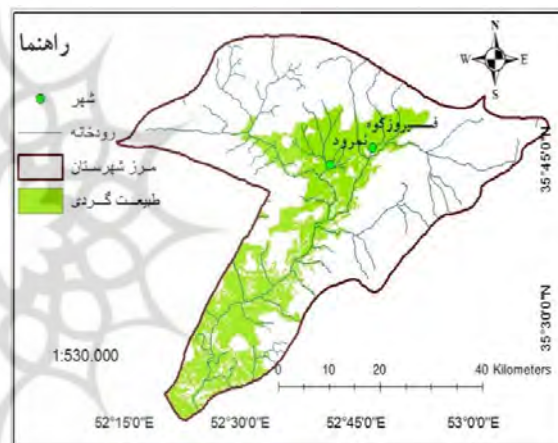 راهنما
شهر
رودخانه
مرز شهرستان
طبیعت گردی
N
W E
S
فیروزکوه
نمرود
35°45'0"N
35°30'0"N
1:530.000
0 10 20 40 Kilometers
52°15'0"E 52°30'0"E 52°45'0"E 53°0'0"E